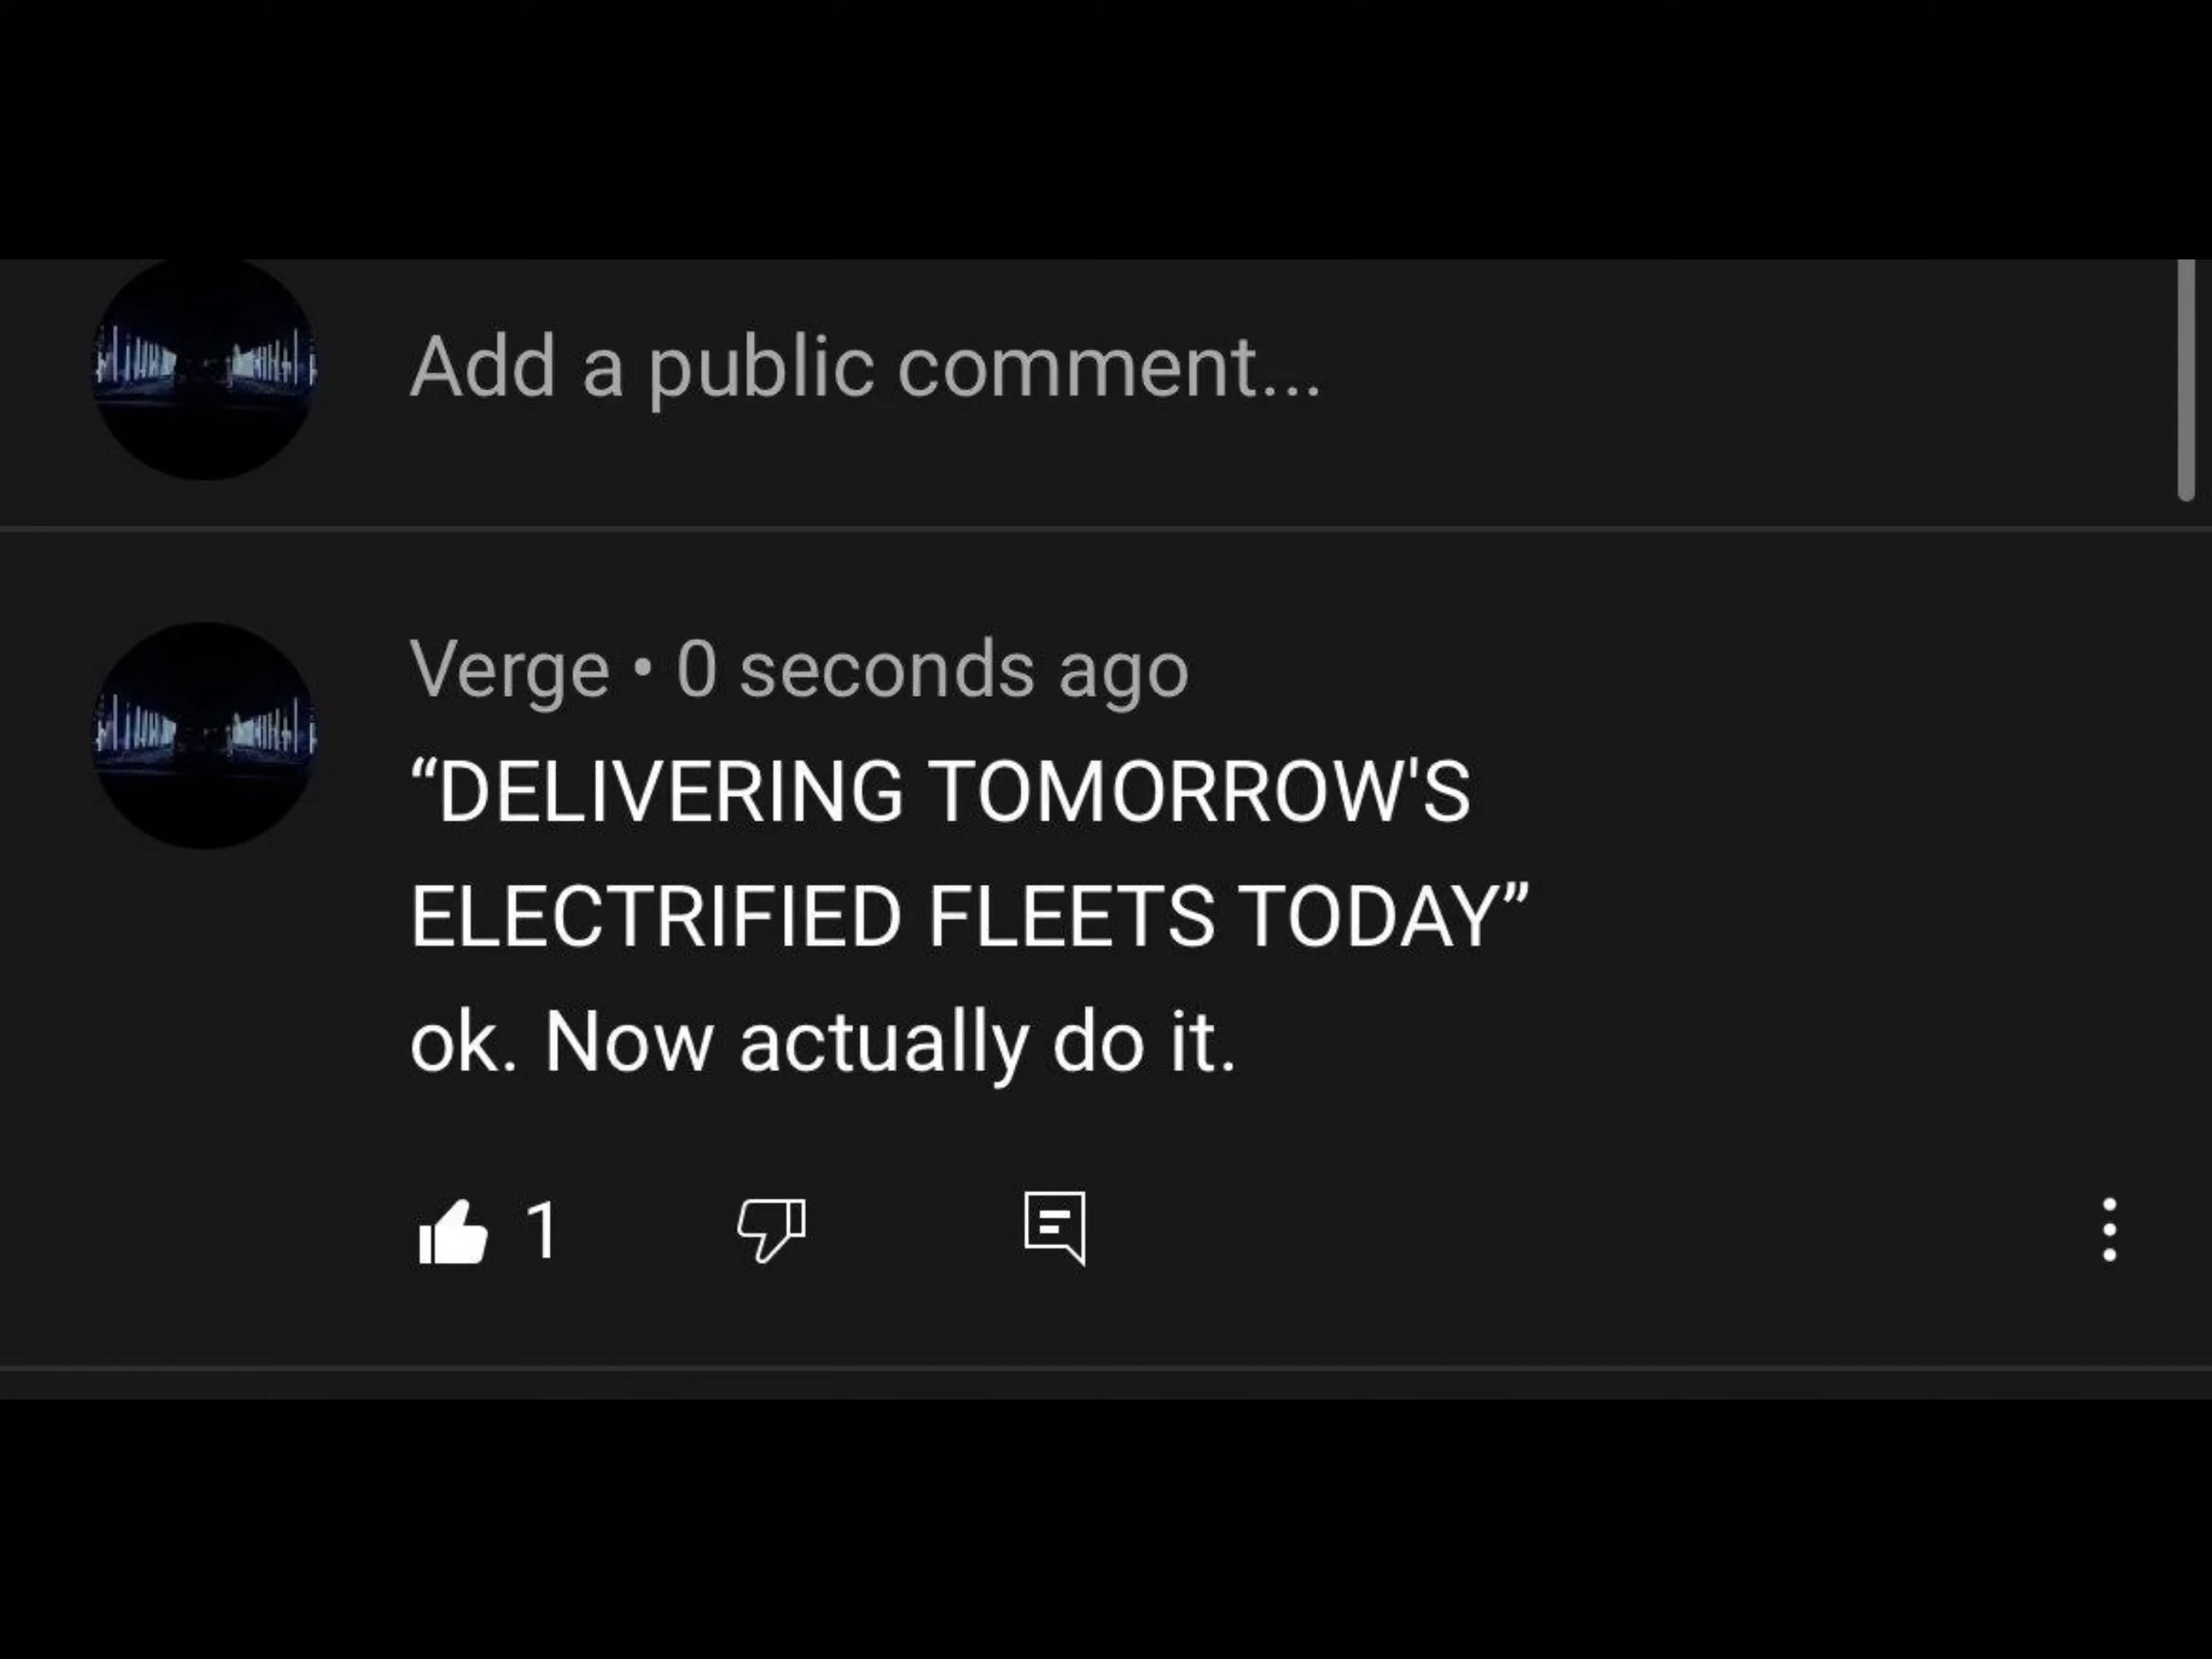 Add a public comment...
Verge • 0 seconds ago
“DELIVERING TOMORROW'S
ELECTRIFIED FLEETS TODAY”
ok. Now actually do it.
1